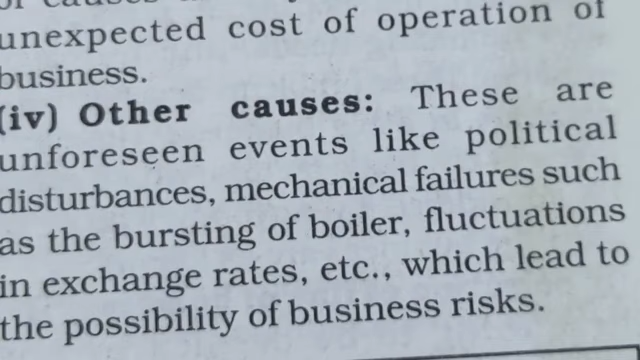 unexpected cost of operation of
business.
(iv) Other causes: These are
unforeseen events like political
disturbances, mechanical failures such
as the bursting of boiler, fluctuations
in exchange rates, etc., which lead to
the possibility of business risks.